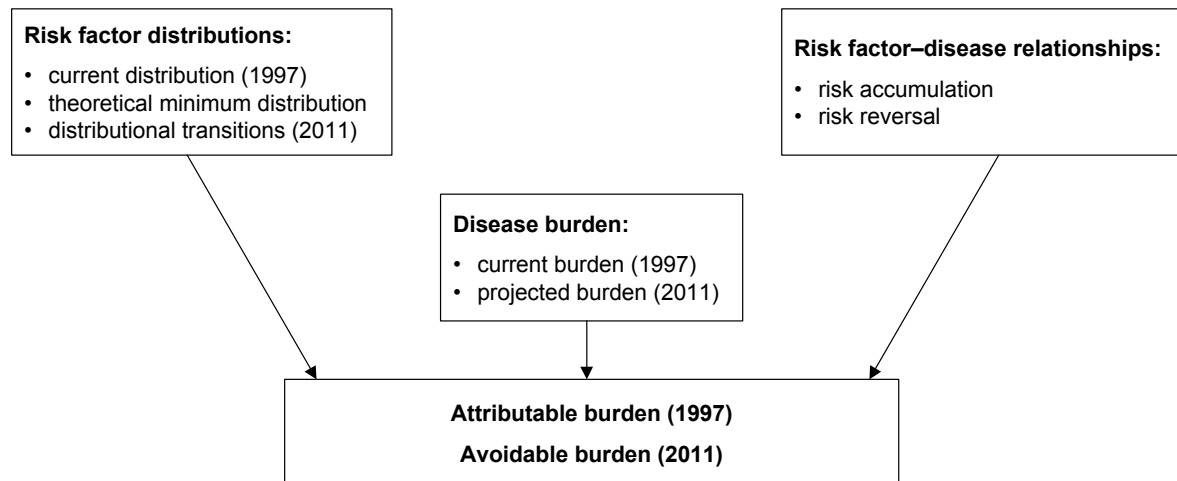 Risk factor distributions:
• current distribution (1997)
• theoretical minimum distribution
• distributional transitions (2011)
Risk factor–disease relationships:
• risk accumulation
• risk reversal
Disease burden:
• current burden (1997)
• projected burden (2011)
Attributable burden (1997)
Avoidable burden (2011)